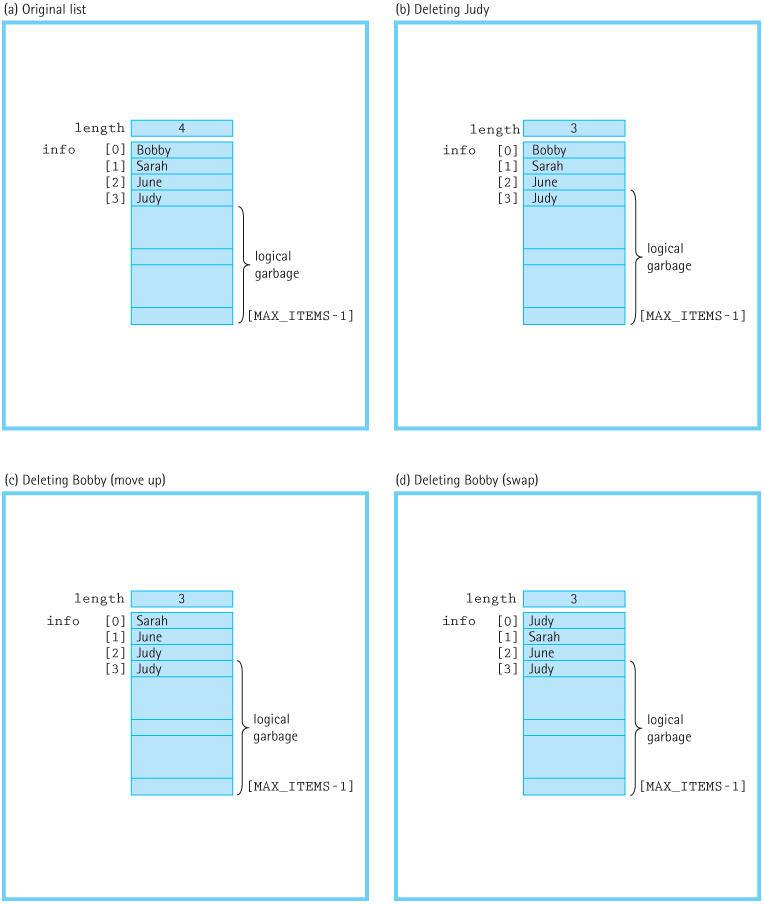 (a) Original list
length 4
info [0] Bobby
[1] Sarah
[2] June
[3] Judy
logical
garbage
[MAX_ITEMS-1]
(b) Deleting Judy
length 3
info [0] Bobby
[1] Sarah
[2] June
[3] Judy
logical
garbage
[MAX_ITEMS-1]
(c) Deleting Bobby (move up)
length 3
info [0] Sarah
[1] June
[2] Judy
[3] Judy
logical
garbage
[MAX_ITEMS-1]
(d) Deleting Bobby (swap)
length 3
info [0] Judy
[1] Sarah
[2] June
[3] Judy
logical
garbage
[MAX_ITEMS-1]